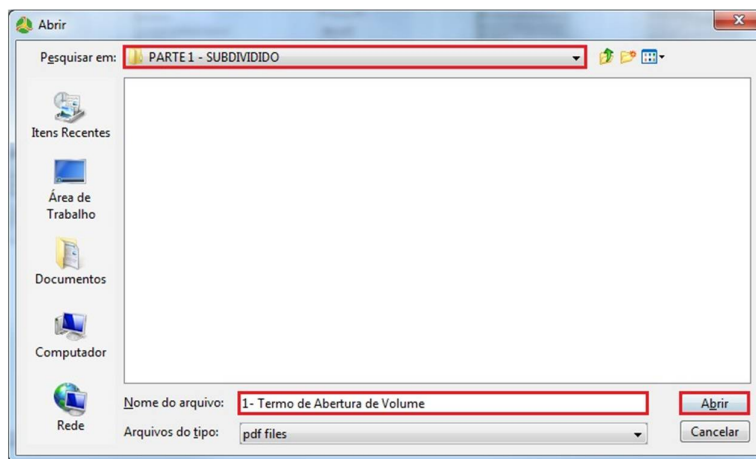 Abrir
Pesquisar em:
PARTE 1 - SUBDIVIDIDO
Itens Recentes
Área de
Trabalho
Documentos
Computador
Rede
Nome do arquivo:
1- Termo de Abertura de Volume
Abrir
Arquivos do tipo:
pdf files
Cancelar